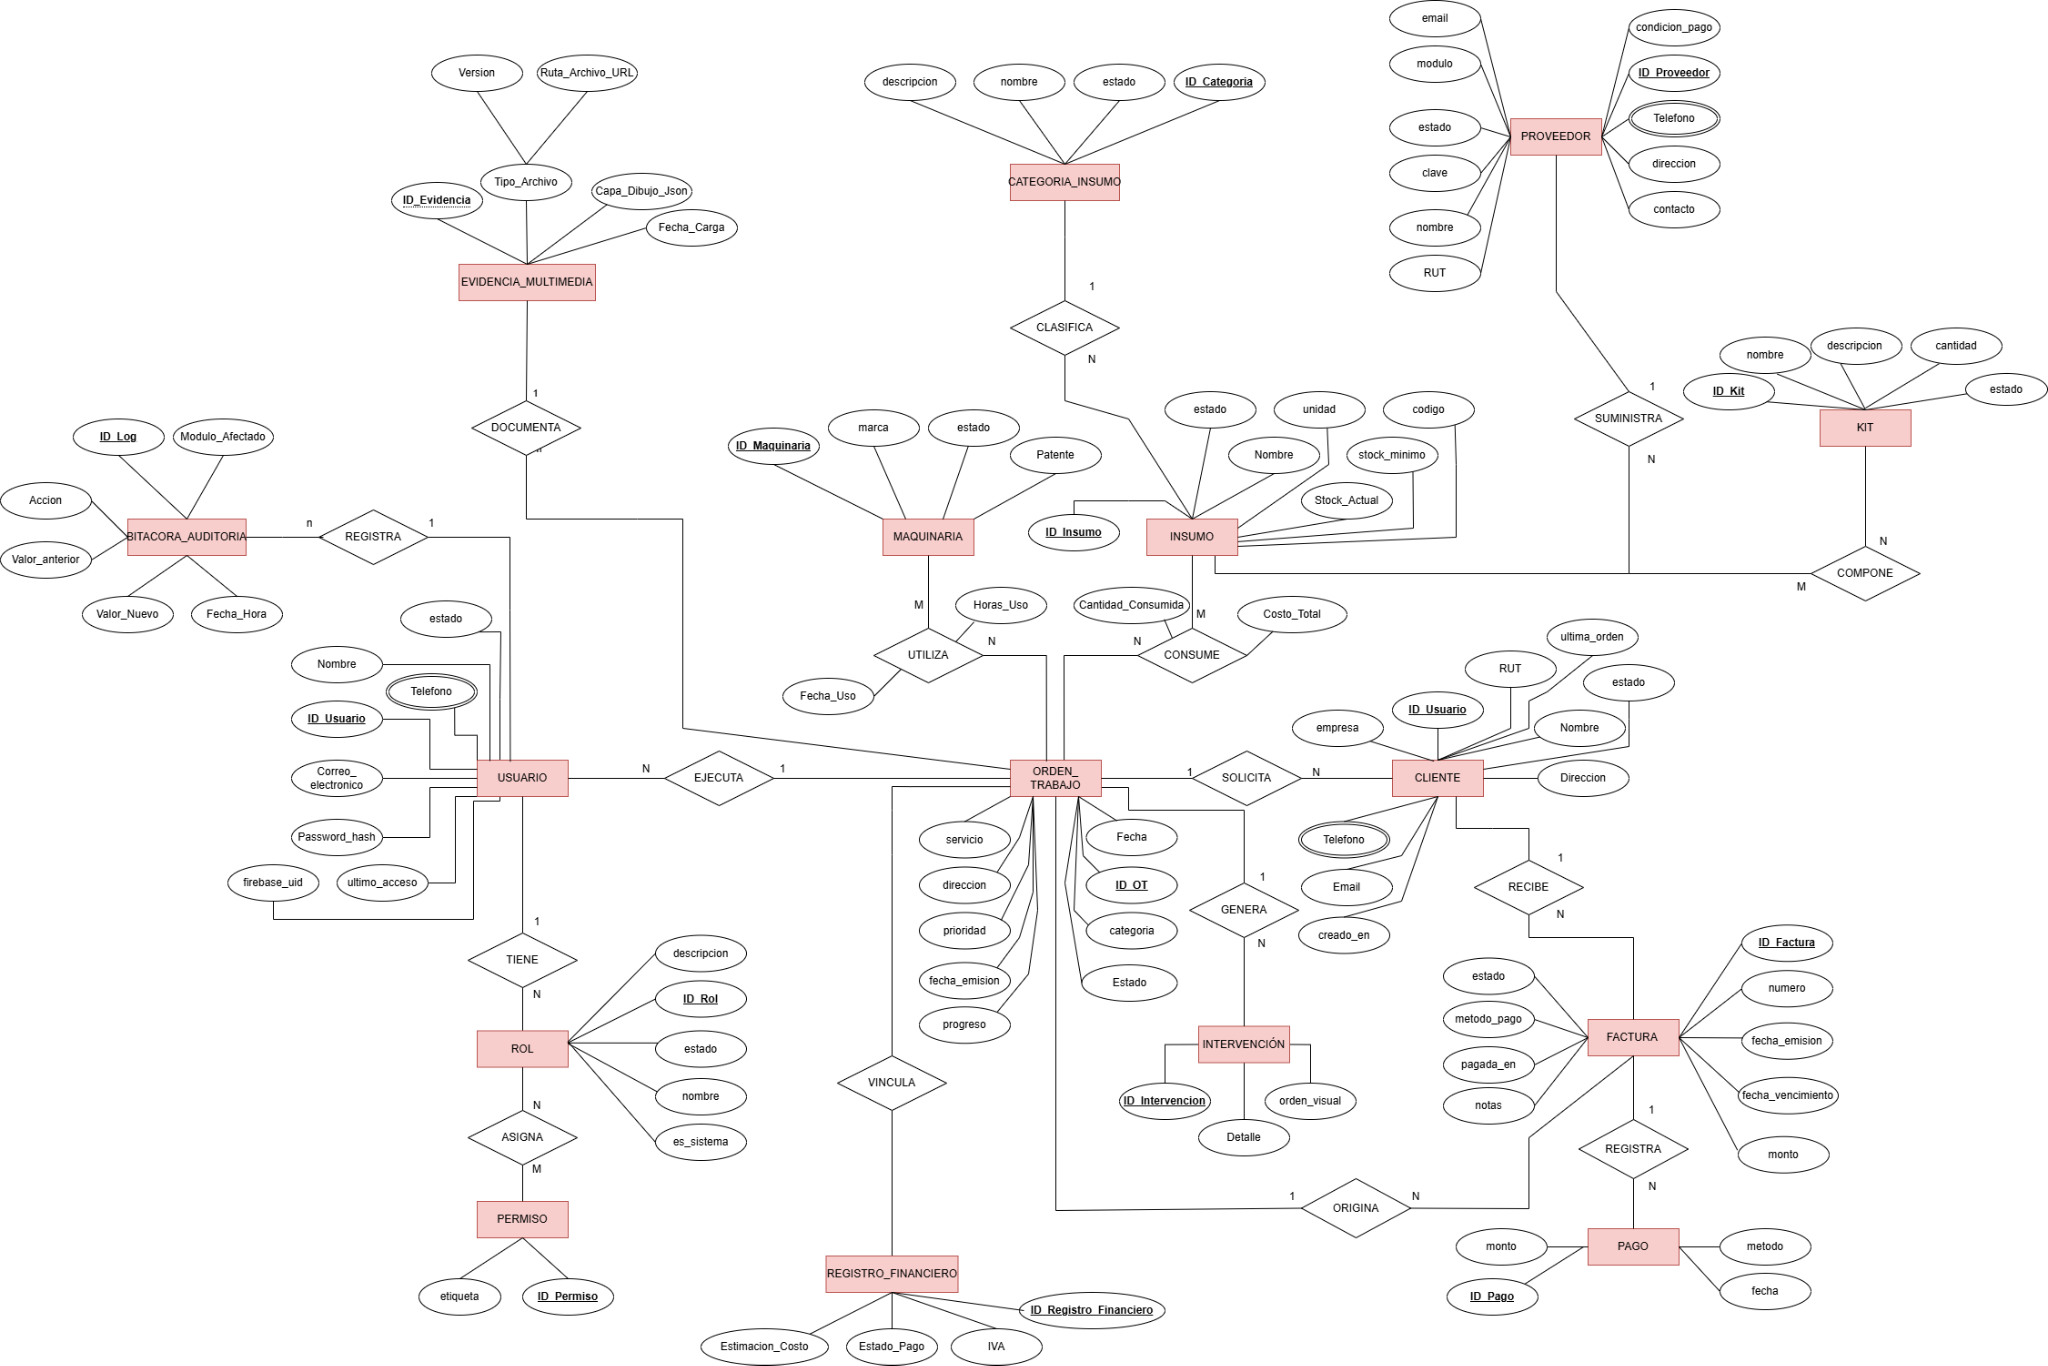 email
condicion_pago
modulo
ID_Proveedor
Version
Ruta_Archivo_URL
descripcion
nombre
estado
ID_Categoria
estado
Telefono
PROVEEDOR
clave
direccion
nombre
contacto
RUT
Tipo_Archivo
ID_Evidencia
Capa_Dibujo_Json
Fecha_Carga
CATEGORIA_INSUMO
EVIDENCIA_MULTIMEDIA
1
CLASIFICA
N
nombre
descripcion
cantidad
ID_Kit
estado
1
SUMINISTRA
N
KIT
1
DOCUMENTA
ID_Log
Modulo_Afectado
ID_Maquinaria
marca
estado
Patente
estado
unidad
codigo
Nombre
stock_minimo
Stock_Actual
ID_Insumo
Accion
Valor_anterior
BITACORA_AUDITORIA
n
REGISTRA
1
MAQUINARIA
INSUMO
N
COMPONE
M
Valor_Nuevo
Fecha_Hora
estado
M
Horas_Uso
N
UTILIZA
Fecha_Uso
Cantidad_Consumida
M
Costo_Total
N
CONSUME
ultima_orden
RUT
estado
Nombre
Telefono
ID_Usuario
ID_Usuario
empresa
Nombre
Correo_
electronico
USUARIO
N
EJECUTA
1
ORDEN_
TRABAJO
1
SOLICITA
N
CLIENTE
Direccion
Password_hash
firebase_uid
ultimo_acceso
servicio
Fecha
direccion
ID_OT
prioridad
categoria
fecha_emision
Estado
progreso
Telefono
Email
creado_en
1
GENERA
N
1
RECIBE
N
1
TIENE
N
descripcion
ID_Rol
ROL
estado
nombre
es_sistema
N
ASIGNA
M
PERMISO
etiqueta
ID_Permiso
VINCULA
INTERVENCIÓN
ID_Intervencion
orden_visual
Detalle
estado
ID_Factura
metodo_pago
numero
FACTURA
fecha_emision
pagada_en
fecha_vencimiento
notas
monto
1
REGISTRA
N
1
ORIGINA
N
monto
PAGO
metodo
ID_Pago
fecha
REGISTRO_FINANCIERO
ID_Registro_Financiero
Estimacion_Costo
Estado_Pago
IVA